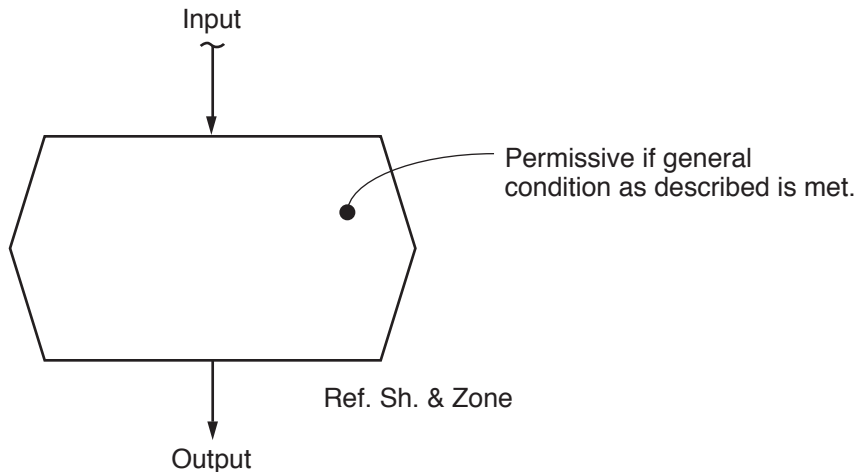 Input
Permissive if general
condition as described is met.
Ref. Sh. & Zone
Output